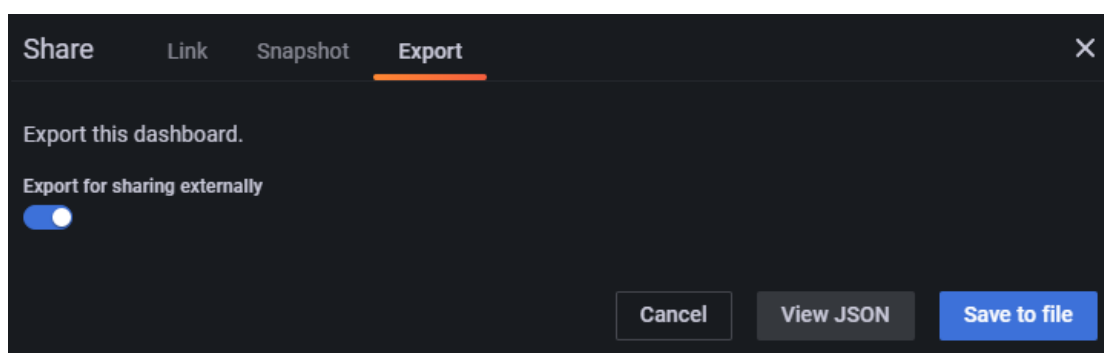 Share Link Snapshot Export
Export this dashboard.
Export for sharing externally
Cancel View JSON Save to file